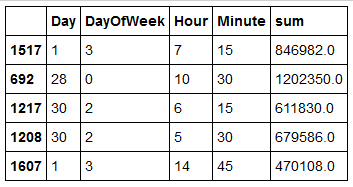 Day DayOfWeek Hour Minute sum
1517 1 3 7 15 846982.0
692 28 0 10 30 1202350.0
1217 30 2 6 15 611830.0
1208 30 2 5 30 679586.0
1607 1 3 14 45 470108.0